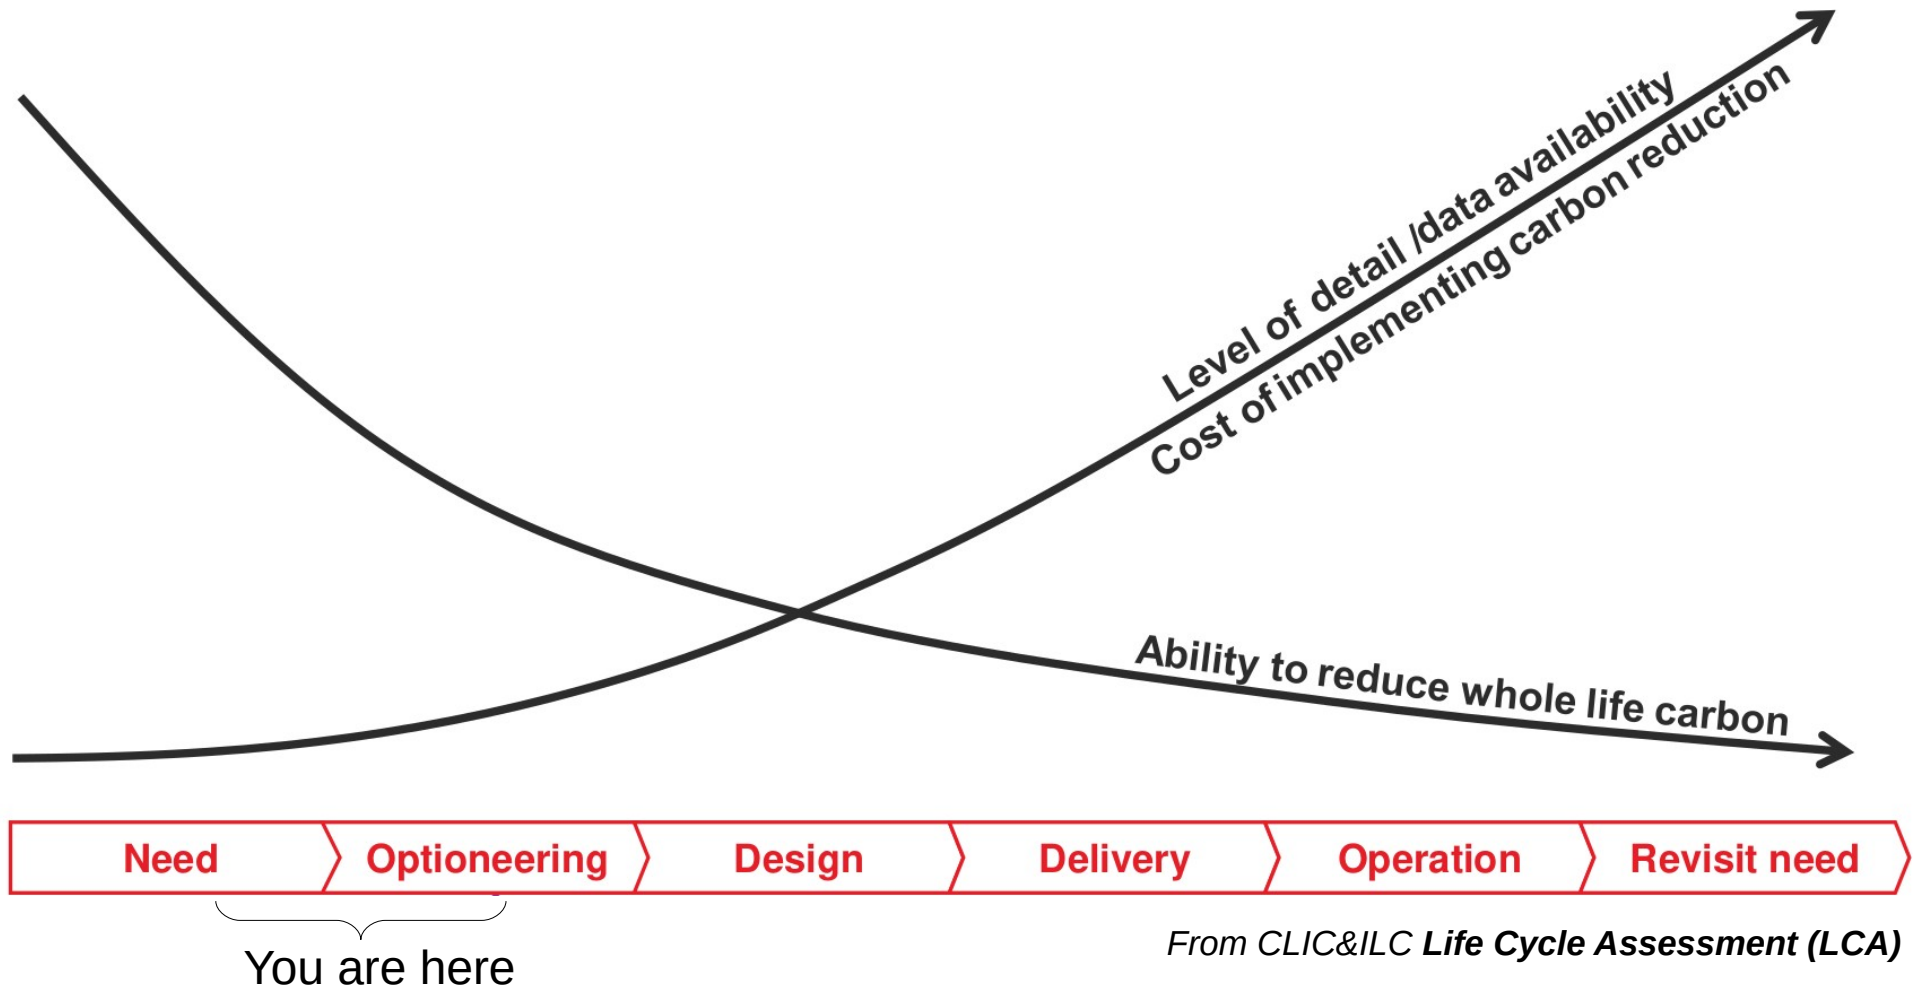 Level of detail /data availability
Cost of implementing carbon reduction
Ability to reduce whole life carbon
Need
Optioneering
Design
Delivery
Operation
Revisit need
You are here
From CLIC&ILC Life Cycle Assessment (LCA)